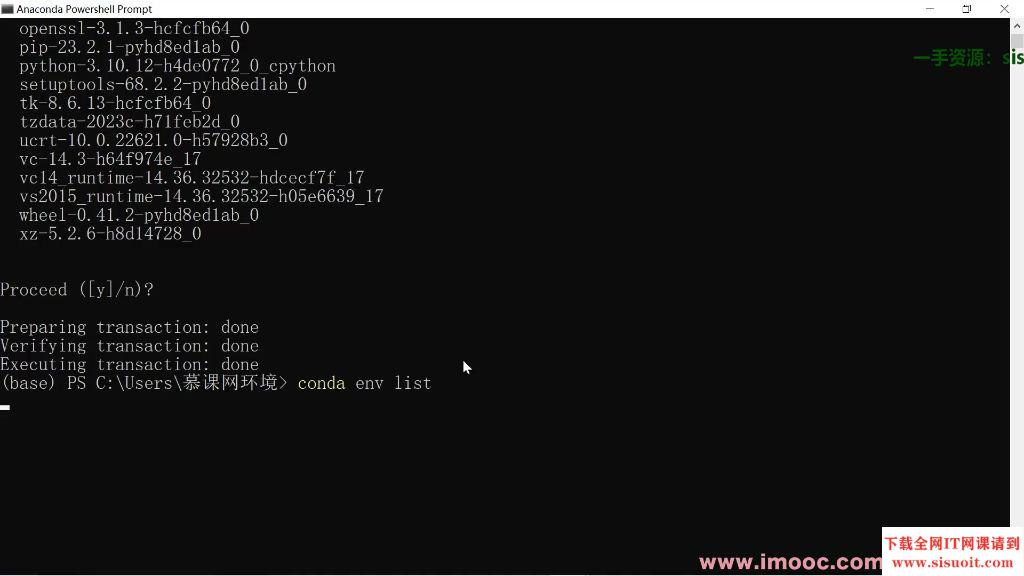 Anaconda Powershell Prompt
openssl-3.1.3-hcfcfb64_0
pip-23.2.1-pyhd8ed1ab_0
一手资源：sis
python-3.10.12-h4de0772_0_cpython
setuptools-68.2.2-pyhd8ed1ab_0
tk-8.6.13-hcfcfb64_0
tzdata-2023c-h71feb2d_0
ucrt-10.0.22621.0-h57928b3_0
vc-14.3-h64f974e_17
vc14_runtime-14.36.32532-hdcecf7f_17
vs2015_runtime-14.36.32532-h05e6639_17
wheel-0.41.2-pyhd8ed1ab_0
xz-5.2.6-h8d14728_0
Proceed ([y]/n)?
Preparing transaction: done
Verifying transaction: done
Executing transaction: done
(base) PS C:\Users\慕课网环境> conda env list
下载全网IT网课请到
www.imooc.com
www.sisuoit.com